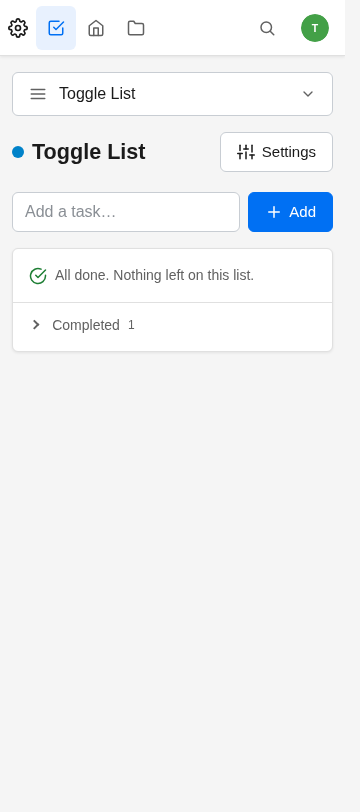 T
Toggle List
Toggle List
Settings
Add a task…
Add
All done. Nothing left on this list.
Completed 1